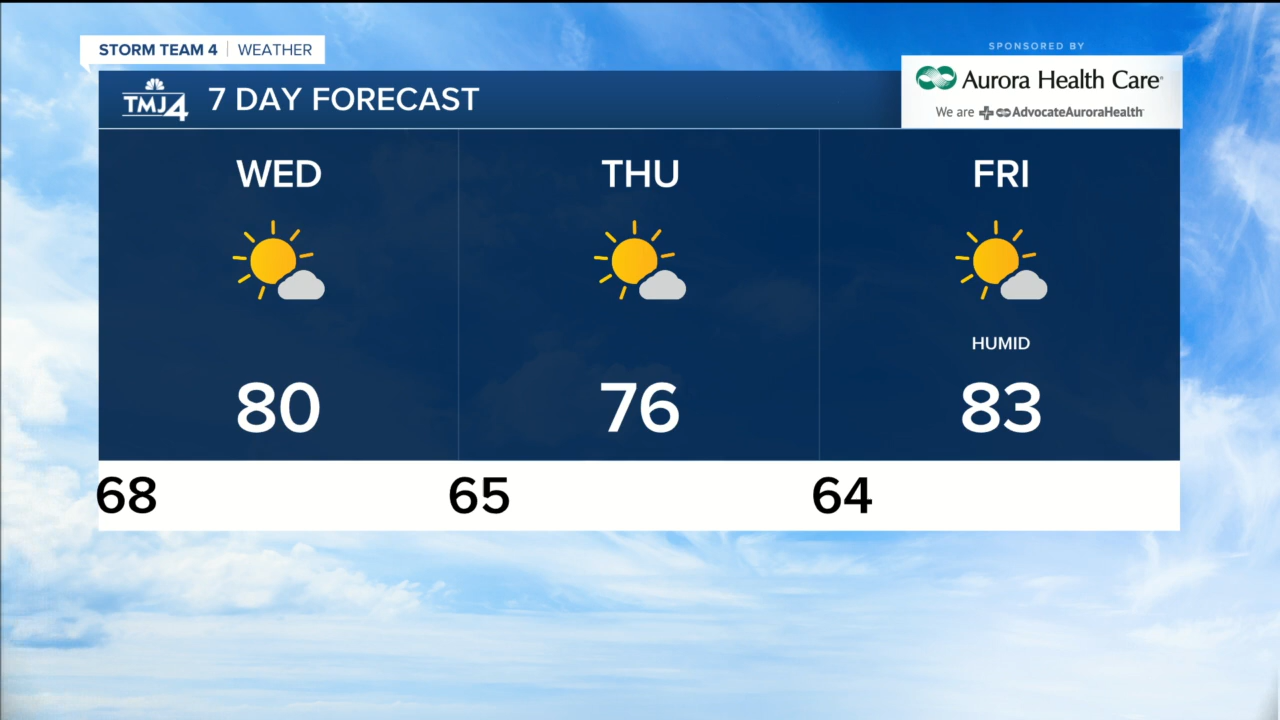 STORM TEAM 4 | WEATHER
SPONSORED BY
Aurora Health Care®
We are AdvocateAuroraHealth™
TMJ4
7 DAY FORECAST
WED THU FRI
HUMID
80 76 83
68 65 64